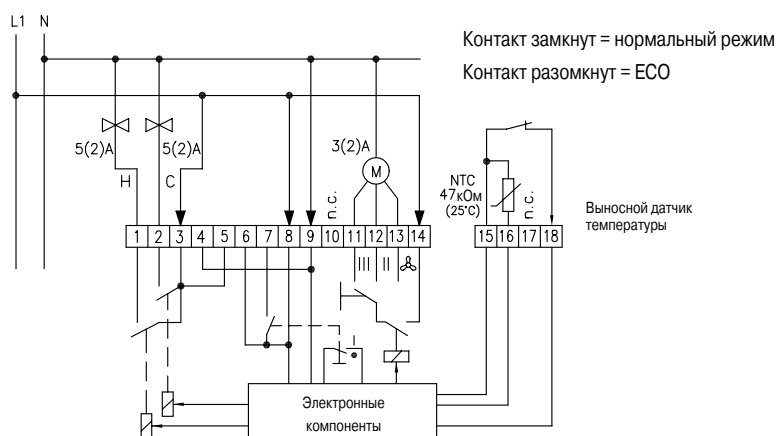 L1 N
Контакт замкнут = нормальный режим
Контакт разомкнут = ECO
5(2)A 5(2)A
3(2)A
H C
M
n.c.
NTC
47кОм
(25°C)
n.c.
Выносной датчик
температуры
1 2 3 4 5 6 7 8 9 10 11 12 13 14
15 16 17 18
III II I
Электронные
компоненты